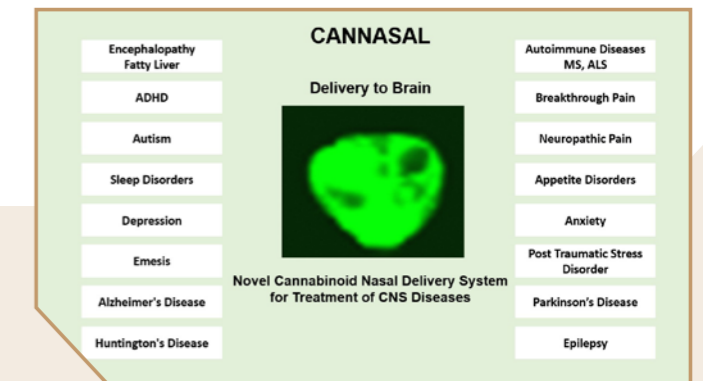 CANNASAL
Delivery to Brain
Encephalopathy
Fatty Liver
ADHD
Autism
Sleep Disorders
Depression
Emesis
Alzheimer's Disease
Huntington's Disease
Novel Cannabinoid Nasal Delivery System
for Treatment of CNS Diseases
Autoimmune Diseases
MS, ALS
Breakthrough Pain
Neuropathic Pain
Appetite Disorders
Anxiety
Post Traumatic Stress
Disorder
Parkinson's Disease
Epilepsy